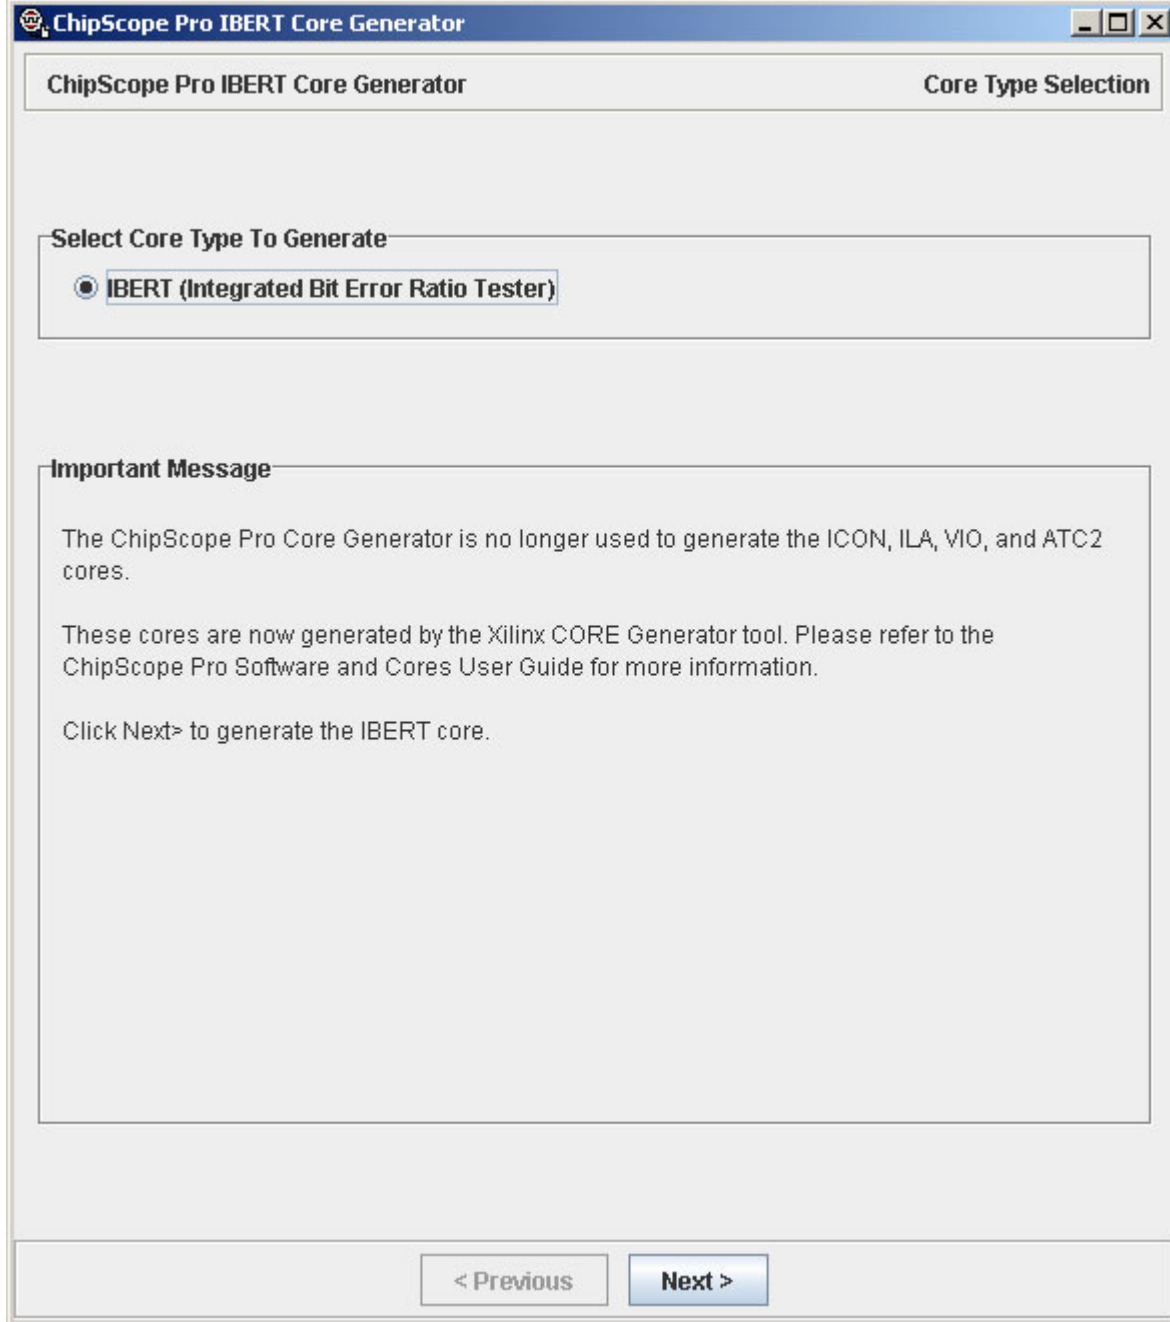 ChipScope Pro IBERT Core Generator
ChipScope Pro IBERT Core Generator Core Type Selection
Select Core Type To Generate
IBERT (Integrated Bit Error Ratio Tester)
Important Message
The ChipScope Pro Core Generator is no longer used to generate the ICON, ILA, VIO, and ATC2
cores.
These cores are now generated by the Xilinx CORE Generator tool. Please refer to the
ChipScope Pro Software and Cores User Guide for more information.
Click Next> to generate the IBERT core.
< Previous Next >